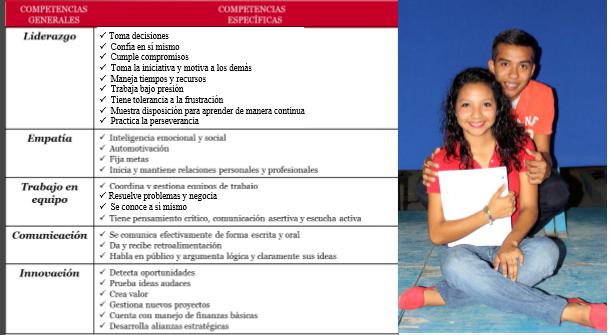 COMPETENCIAS GENERALES
COMPETENCIAS ESPECÍFICAS
Liderazgo
✓ Toma decisiones
✓ Confía en sí mismo
✓ Cumple compromisos
✓ Toma la iniciativa y motiva a los demás
✓ Maneja tiempos y recursos
✓ Trabaja bajo presión
✓ Tiene tolerancia a la frustración
✓ Muestra disposición para aprender de manera continua
✓ Practica la perseverancia
Empatía
✓ Inteligencia emocional y social
✓ Automotivación
✓ Fija metas
✓ Inicia y mantiene relaciones personales y profesionales
Trabajo en equipo
✓ Coordina y gestiona equipos de trabajo
✓ Resuelve problemas y negocia
✓ Se conoce a si mismo
✓ Tiene pensamiento crítico, comunicación asertiva y escucha activa
Comunicación
✓ Se comunica efectivamente de forma escrita y oral
✓ Da y recibe retroalimentación
✓ Habla en público y argumenta lógica y claramente sus ideas
Innovación
✓ Detecta oportunidades
✓ Prueba ideas audaces
✓ Crea valor
✓ Gestiona nuevos proyectos
✓ Cuenta con manejo de finanzas básicas
✓ Desarrolla alianzas estratégicas